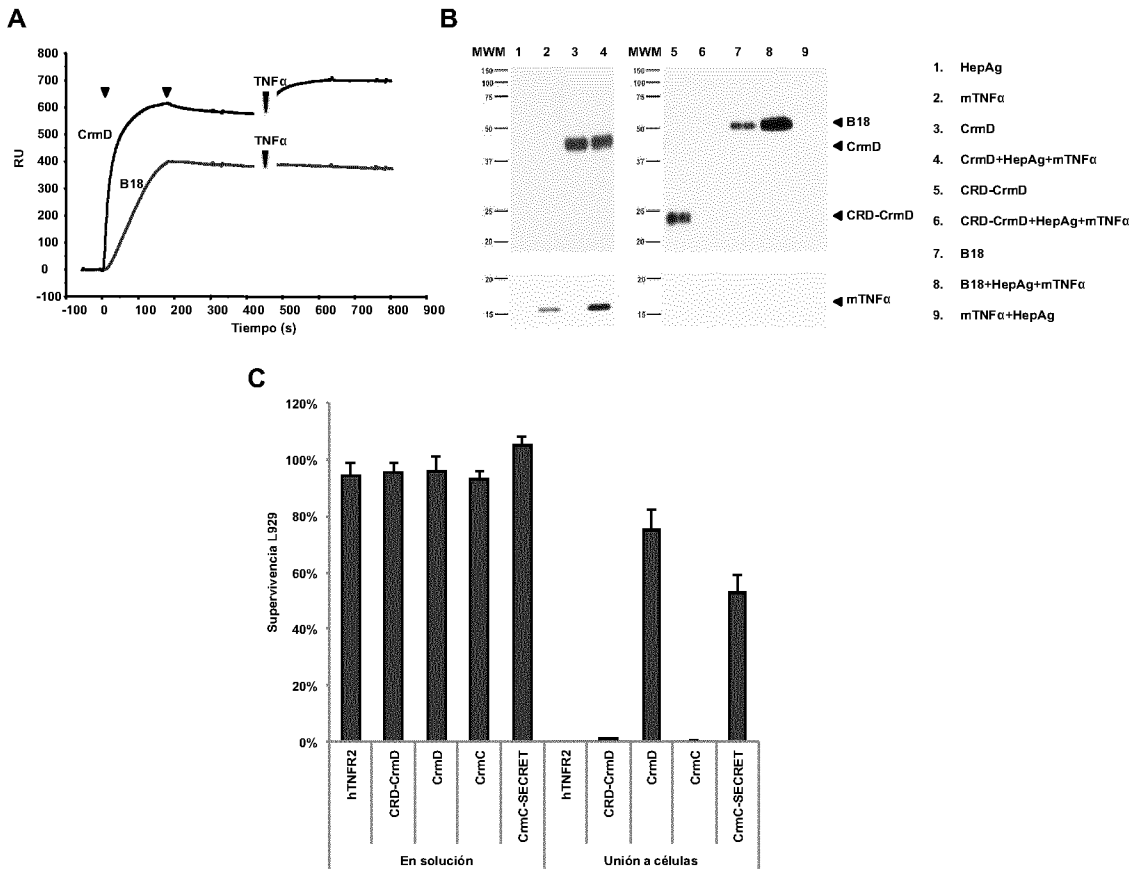 A
800
700
600
500
400
300
200
100
0
-100
RU
CrmD
B18
TNFα
TNFα
-100 0 100 200 300 400 500 600 700 800 900
Tiempo (s)
B
MWM 1 2 3 4
150
100
75
50
37
25
20
20
15
MWM 5 6 7 8 9
150
100
75
50
37
25
20
20
15
B18
CrmD
CRD-CrmD
mTNFα
1. HepAg
2. mTNFα
3. CrmD
4. CrmD+HepAg+mTNFα
5. CRD-CrmD
6. CRD-CrmD+HepAg+mTNFα
7. B18
8. B18+HepAg+mTNFα
9. mTNFα+HepAg
C
120%
100%
80%
60%
40%
20%
0%
Supervivencia L929
hTNFR2
CRD-CrmD
CrmD
CrmC
CrmC-SECRET
hTNFR2
CRD-CrmD
CrmD
CrmC
CrmC-SECRET
En solución
Unión a células